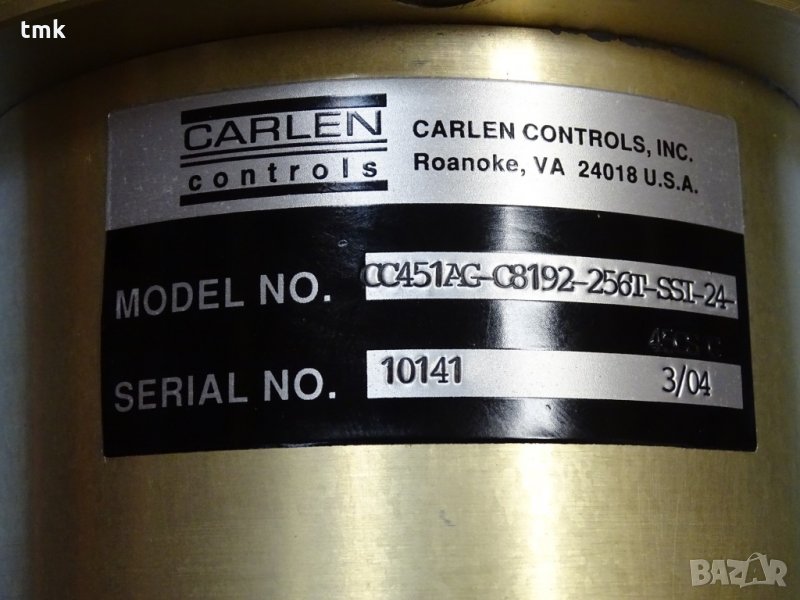 tmk
CARLEN
controls
CARLEN CONTROLS, INC.
Roanoke, VA 24018 U.S.A.
MODEL NO. CC451AG-C8192-256T-SSI-24-
SERIAL NO. 10141 3/04
BAZAR